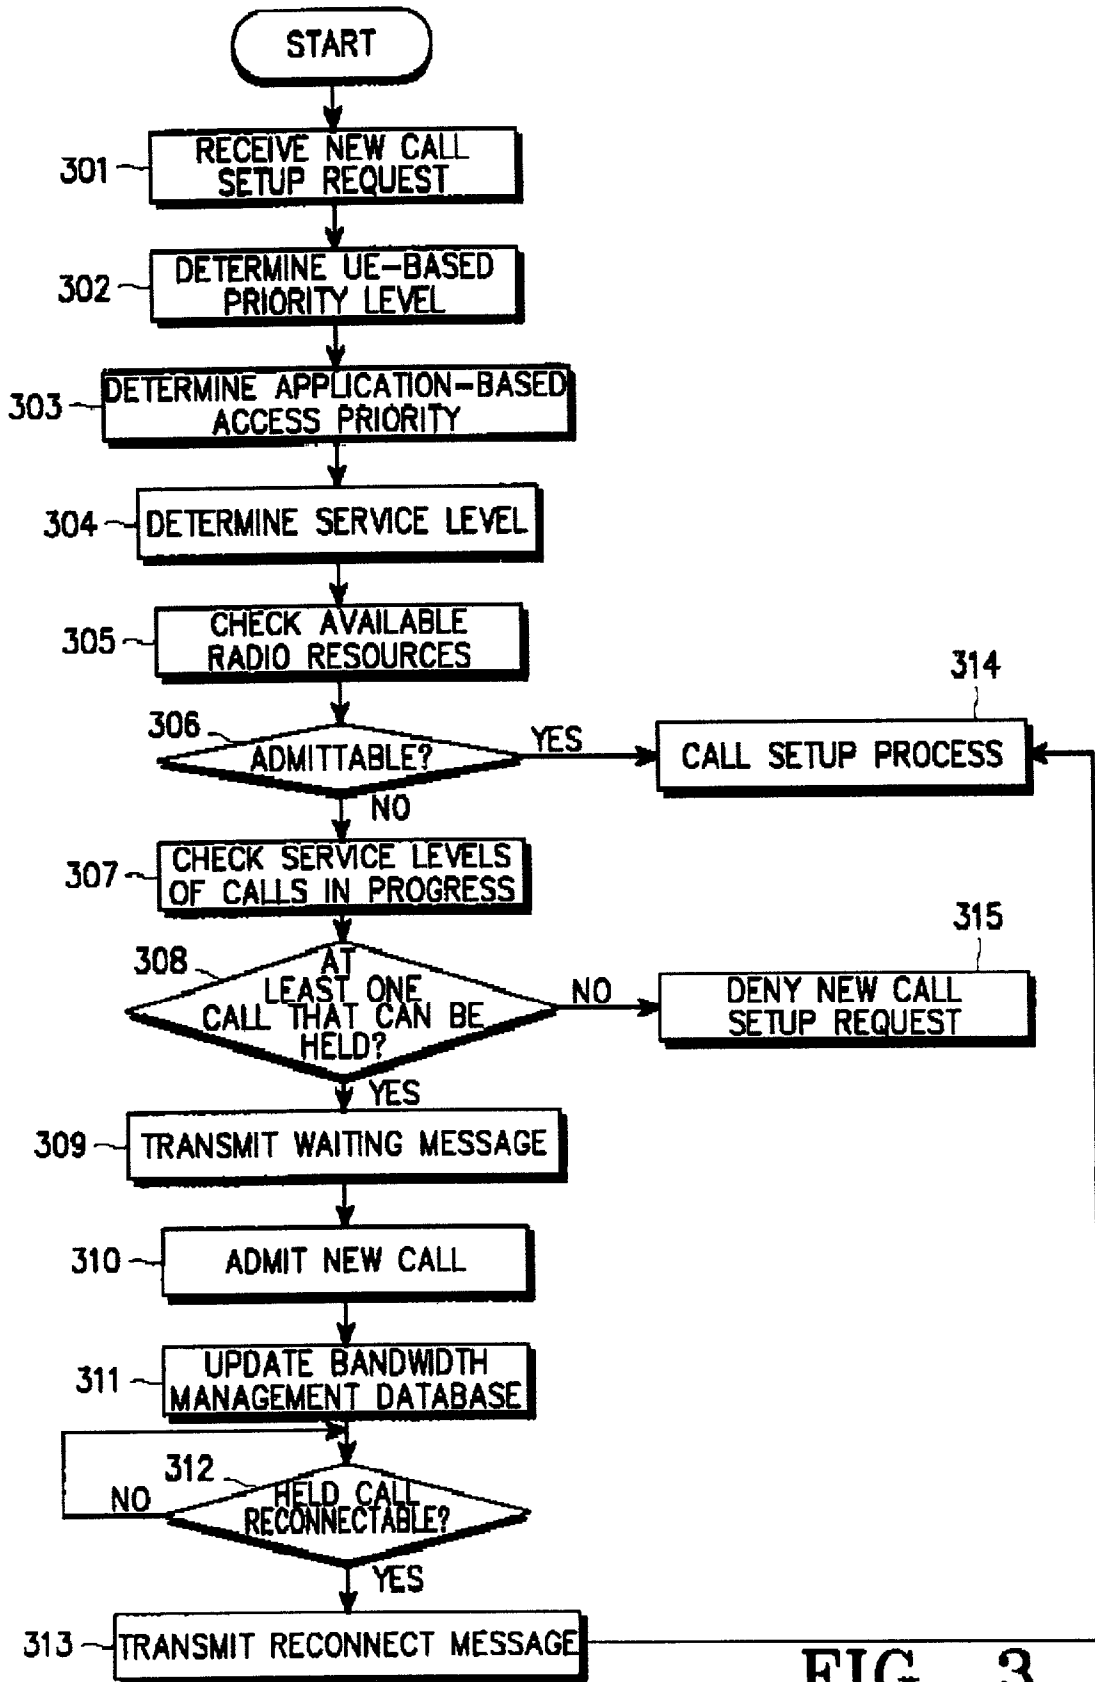 START
301
RECEIVE NEW CALL
SETUP REQUEST
302
DETERMINE UE-BASED
PRIORITY LEVEL
303
DETERMINE APPLICATION-BASED
ACCESS PRIORITY
304
DETERMINE SERVICE LEVEL
305
CHECK AVAILABLE
RADIO RESOURCES
306
ADMITTABLE?
YES
314
CALL SETUP PROCESS
NO
307
CHECK SERVICE LEVELS
OF CALLS IN PROGRESS
308
AT
LEAST ONE
CALL THAT CAN BE
HELD?
NO
315
DENY NEW CALL
SETUP REQUEST
YES
309
TRANSMIT WAITING MESSAGE
310
ADMIT NEW CALL
311
UPDATE BANDWIDTH
MANAGEMENT DATABASE
312
HELD CALL
RECONNECTABLE?
NO
YES
313
TRANSMIT RECONNECT MESSAGE
FIG. 3